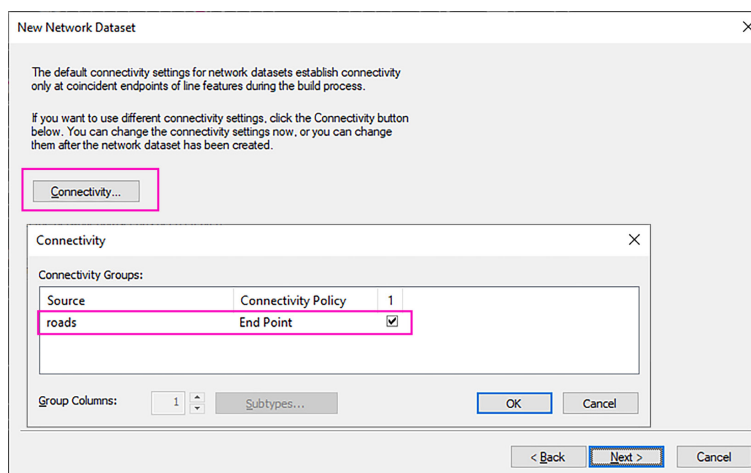 New Network Dataset
The default connectivity settings for network datasets establish connectivity
only at coincident endpoints of line features during the build process.
If you want to use different connectivity settings, click the Connectivity button
below. You can change the connectivity settings now, or you can change
them after the network dataset has been created.
Connectivity...
Connectivity
Connectivity Groups:
Source Connectivity Policy 1
roads End Point
Group Columns: 1 Subtypes... OK Cancel
< Back Next > Cancel